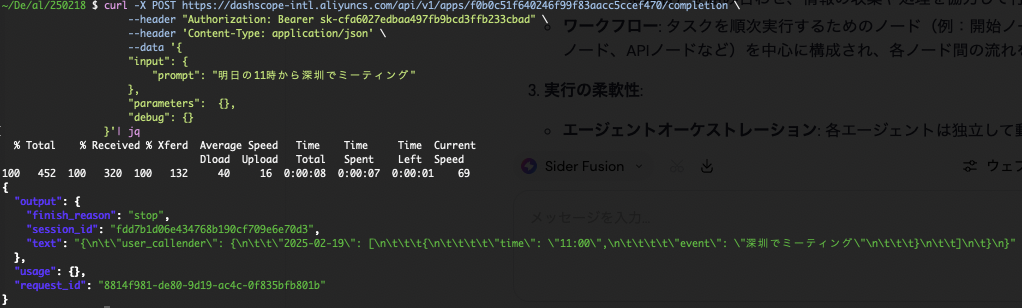 ~/De/al/250218 $ curl -X POST https://dashscope-intl.aliyuncs.com/api/v1/apps/f0b0c51f640246f99f83aacc5ccef470/completion \
--header "Authorization: Bearer sk-cfa6027edbaa497fb9bcd3ffb233cbad" \
--header 'Content-Type: application/json' \
--data '{
"input": {
"prompt": "明日の11時から深圳でミーティング"
},
"parameters":  {},
"debug": {}
}'| jq
% Total    % Received % Xferd  Average Speed   Time    Time     Time  Current
Dload  Upload   Total   Spent    Left  Speed
100   452  100   320  100   132     40     16  0:00:08  0:00:07  0:00:01    69
{
"output": {
"finish_reason": "stop",
"session_id": "fdd7b1d06e434768b190cf709e6e70d3",
"text": "{\n\t\"user_callender\": {\n\t\t\"2025-02-19\": [\n\t\t\t{\n\t\t\t\t\"time\": \"11:00\",\n\t\t\t\t\"event\": \"深圳でミーティング\"\n\t\t\t}\n\t\t]\n\t}\n}"
},
"usage": {},
"request_id": "8814f981-de80-9d19-ac4c-0f835bfb801b"
}
ワークフロー: タスクを順次実行するためのノード（例：開始ノ
ノード、APIノードなど）を中心に構成され、各ノード間の流れを
3. 実行の柔軟性:
エージェントオーケストレーション: 各エージェントは独立して動
Sider Fusion
ウェブ
メッセージを入力...